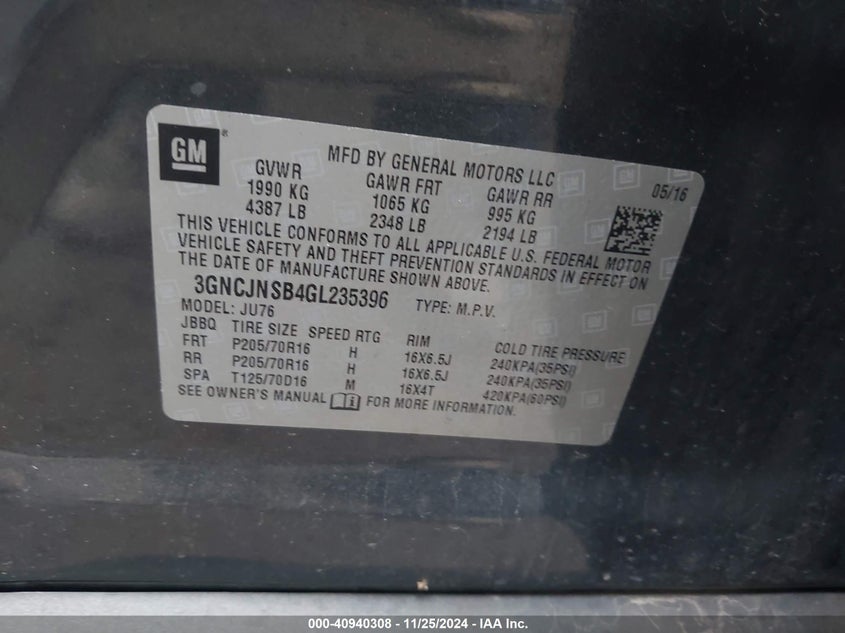 GM ®
MFD BY GENERAL MOTORS LLC 05/16
GVWR GAWR FRT GAWR RR
1990 KG 1065 KG 995 KG
4387 LB 2348 LB 2194 LB
THIS VEHICLE CONFORMS TO ALL APPLICABLE U.S. FEDERAL MOTOR
VEHICLE SAFETY AND THEFT PREVENTION STANDARDS IN EFFECT ON
THE DATE OF MANUFACTURE SHOWN ABOVE.
3GNCJNSB4GL235396 TYPE: M.P.V.
MODEL: JU76
JBBQ TIRE SIZE SPEED RTG RIM COLD TIRE PRESSURE
FRT P205/70R16 H 16X6.5J 240KPA(35PSI)
RR P205/70R16 H 16X6.5J 240KPA(35PSI)
SPA T125/70D16 M 16X4T 420KPA(60PSI)
SEE OWNER'S MANUAL FOR MORE INFORMATION.
000-40940308 - 11/25/2024 - IAA Inc.